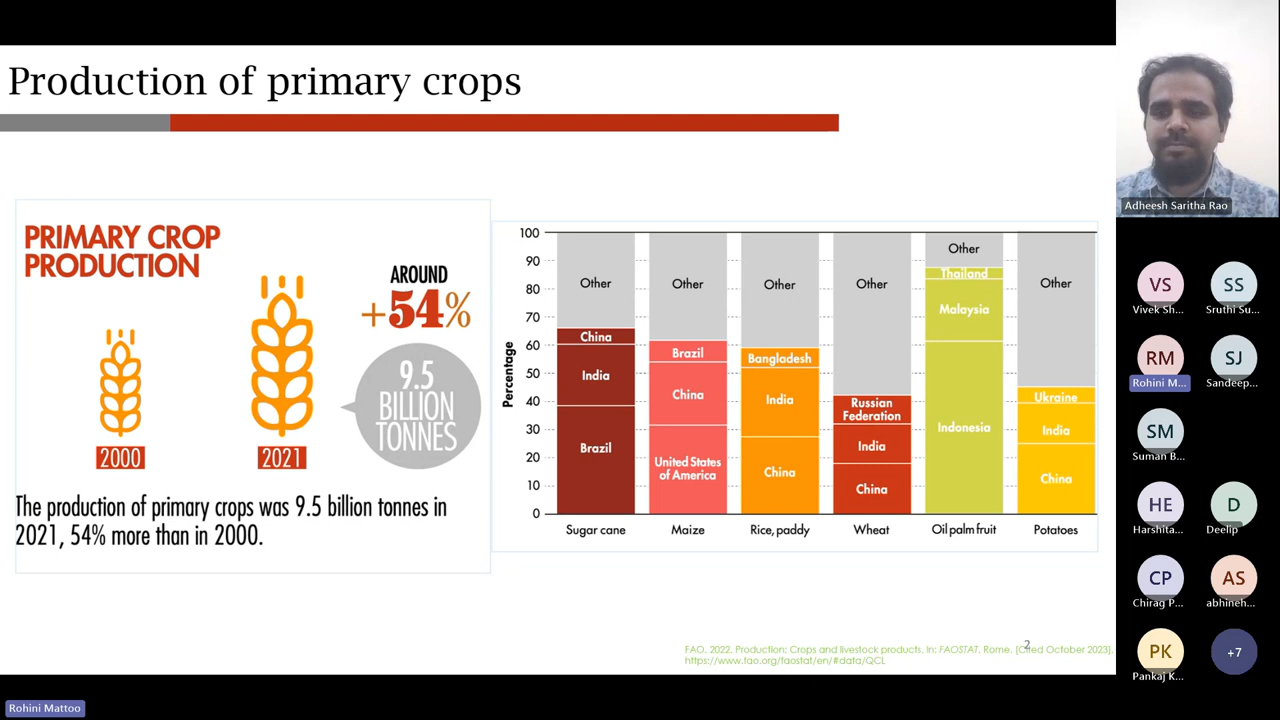 Production of primary crops
PRIMARY CROP
PRODUCTION
AROUND
+54%
9.5
BILLION
TONNES
2000
2021
The production of primary crops was 9.5 billion tonnes in
2021, 54% more than in 2000.
Percentage
100
90
80
70
60
50
40
30
20
10
0
Other
China
India
Brazil
Sugar cane
Other
Brazil
China
United States
of America
Maize
Other
Bangladesh
India
China
Rice, paddy
Other
Russian
Federation
India
China
Wheat
Other
Thailand
Malaysia
Indonesia
Oil palm fruit
Other
Ukraine
India
China
Potatoes
2
FAO. 2022. Production: Crops and livestock products. In: FAOSTAT. Rome. [Cited October 2023].
https://www.fao.org/faostat/en/#data/QCL
Adheesh Saritha Rao
VS
Vivek Sh...
SS
Sruthi Su...
RM
Rohini M...
SJ
Sandeep...
SM
Suman B...
HE
Harshita...
D
Deelip
CP
Chirag P...
AS
abhineh...
PK
Pankaj K...
+7
Rohini Mattoo